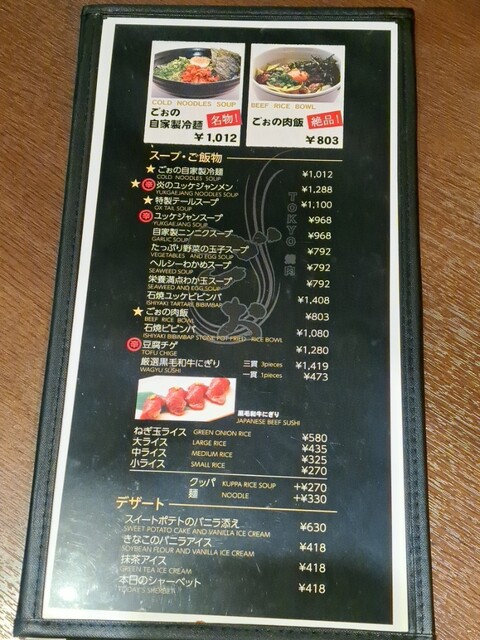 COLD NOODLES SOUP
ごぉの
自家製冷麺
名物!
¥1,012
BEEF RICE BOWL
ごぉの肉飯
絶品!
¥803
スープ・ご飯物
★ ごぉの自家製冷麺 ¥1,012
COLD NOODLES SOUP
★ 辛 炎のユッケジャンメン ¥1,288
YUKGAEJANG NOODLES SOUP
★ 特製テールスープ ¥1,100
OX TAIL SOUP
辛 ユッケジャンスープ ¥968
YUKGAEJANG SOUP
自家製ニンニクスープ ¥968
GARLIC SOUP
たっぷり野菜の玉子スープ ¥792
VEGETABLES AND EGG SOUP
ヘルシーわかめスープ ¥792
SEAWEED SOUP
栄養満点わか玉スープ ¥792
SEAWEED AND EGG SOUP
石焼ユッケビビンバ ¥1,408
ISHIYAKI TARTARE BIBIMBAP
★ ごぉの肉飯 ¥803
BEEF RICE BOWL
石焼ビビンバ ¥1,080
ISHIYAKI BIBIMBAP STONE POT-FRIED RICE BOWL
辛 豆腐チゲ ¥1,280
TOFU CHIGE
厳選黒毛和牛にぎり 三貫 3pieces ¥1,419
WAGYU SUSHI 一貫 1pieces ¥473
TOKYO 焼肉
黒毛和牛にぎり
JAPANESE BEEF SUSHI
ねぎ玉ライス GREEN ONION RICE ¥580
大ライス LARGE RICE ¥435
中ライス MEDIUM RICE ¥325
小ライス SMALL RICE ¥270
クッパ KUPPA RICE SOUP +¥270
麺 NOODLE +¥330
デザート
スイートポテトのバニラ添え ¥630
SWEET POTATO CAKE AND VANILLA ICE CREAM
きなこのバニラアイス ¥418
SOYBEAN FLOUR AND VANILLA ICE CREAM
抹茶アイス ¥418
GREEN TEA ICE CREAM
本日のシャーベット ¥418
TODAY'S SHERBET